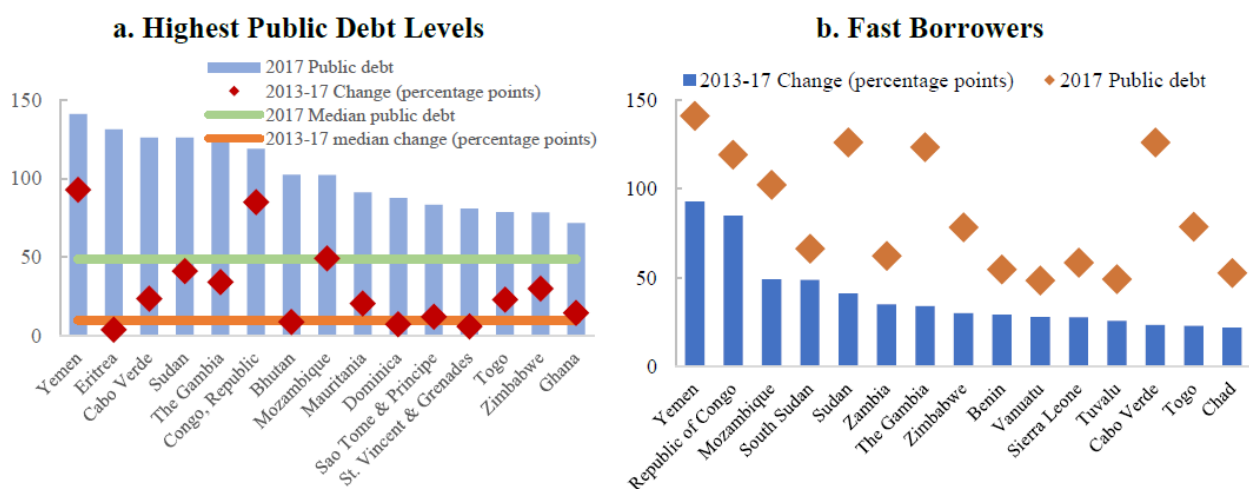 a. Highest Public Debt Levels
2017 Public debt
2013-17 Change (percentage points)
2017 Median public debt
2013-17 median change (percentage points)
150
100
50
0
Yemen
Eritrea
Cabo Verde
Sudan
The Gambia
Congo, Republic
Bhutan
Mozambique
Mauritania
Dominica
Sao Tome & Principe
St. Vincent & Grenades
Togo
Zimbabwe
Ghana
b. Fast Borrowers
2013-17 Change (percentage points)
2017 Public debt
150
100
50
0
Yemen
Republic of Congo
Mozambique
South Sudan
Sudan
Zambia
The Gambia
Zimbabwe
Benin
Vanuatu
Sierra Leone
Tuvalu
Cabo Verde
Togo
Chad